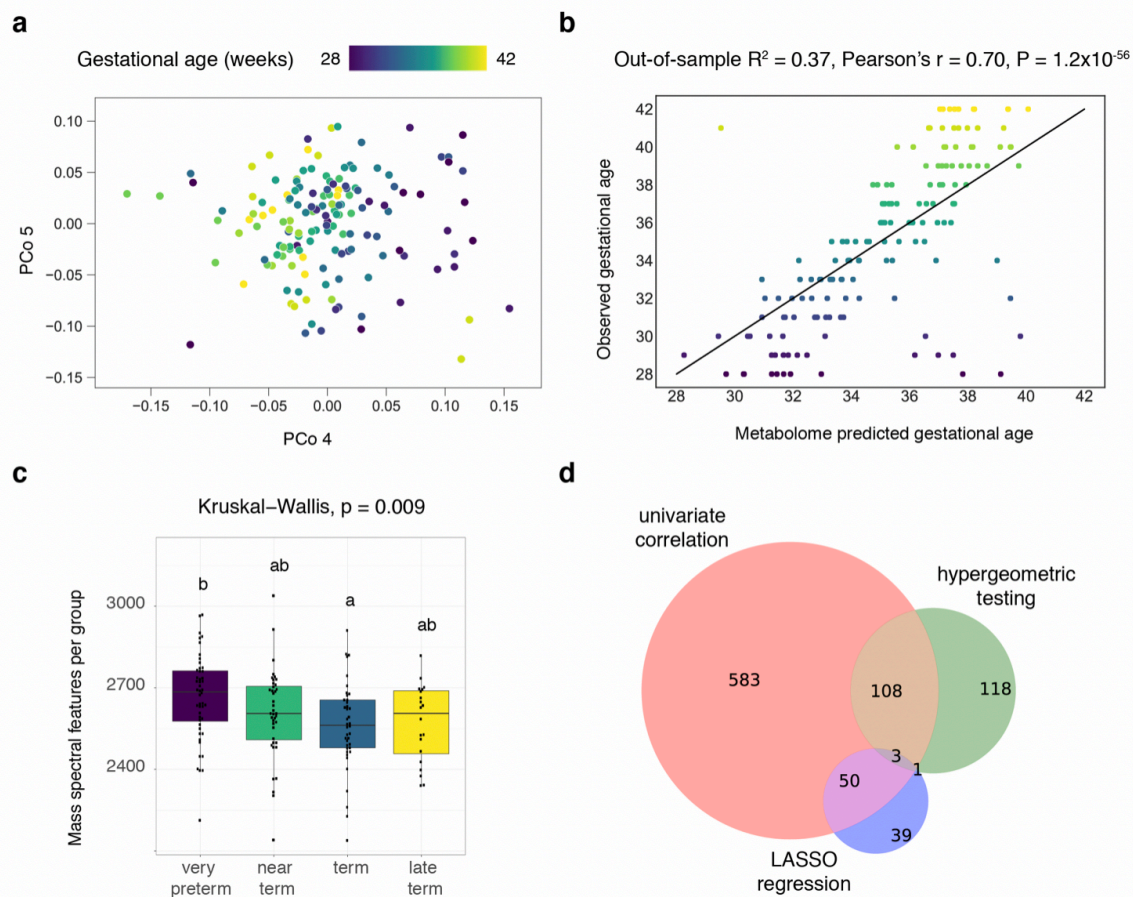 a
Gestational age (weeks) 28 42
0.10
0.05
0.00
−0.05
−0.10
−0.15
PCo 5
−0.15 −0.10 −0.05 0.00 0.05 0.10 0.15
PCo 4
b
Out-of-sample R² = 0.37, Pearson's r = 0.70, P = 1.2x10⁻⁵⁶
42
40
38
36
34
32
30
28
Observed gestational age
28 30 32 34 36 38 40 42
Metabolome predicted gestational age
c
Kruskal−Wallis, p = 0.009
b ab a ab
3000
2700
2400
Mass spectral features per group
very near term late
preterm term term
d
univariate
correlation
hypergeometric
testing
583 108 118
3
1
50
39
LASSO
regression